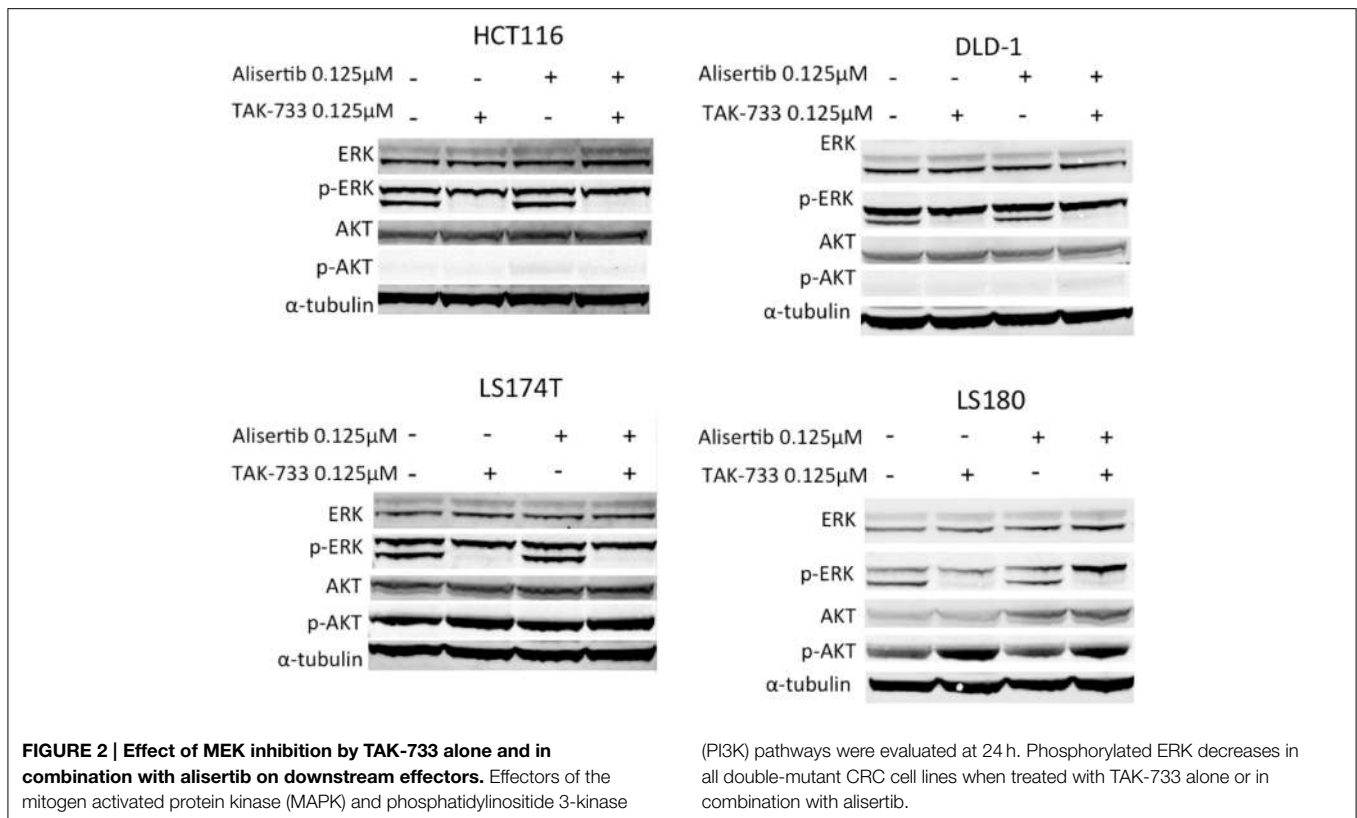 HCT116
Alisertib 0.125µM - - + +
TAK-733 0.125µM - + - +
ERK
p-ERK
AKT
p-AKT
α-tubulin
DLD-1
Alisertib 0.125µM - - + +
TAK-733 0.125µM - + - +
ERK
p-ERK
AKT
p-AKT
α-tubulin
LS174T
Alisertib 0.125µM - - + +
TAK-733 0.125µM - + - +
ERK
p-ERK
AKT
p-AKT
α-tubulin
LS180
Alisertib 0.125µM - - + +
TAK-733 0.125µM - + - +
ERK
p-ERK
AKT
p-AKT
α-tubulin
FIGURE 2 | Effect of MEK inhibition by TAK-733 alone and in
combination with alisertib on downstream effectors. Effectors of the
mitogen activated protein kinase (MAPK) and phosphatidylinositide 3-kinase
(PI3K) pathways were evaluated at 24 h. Phosphorylated ERK decreases in
all double-mutant CRC cell lines when treated with TAK-733 alone or in
combination with alisertib.